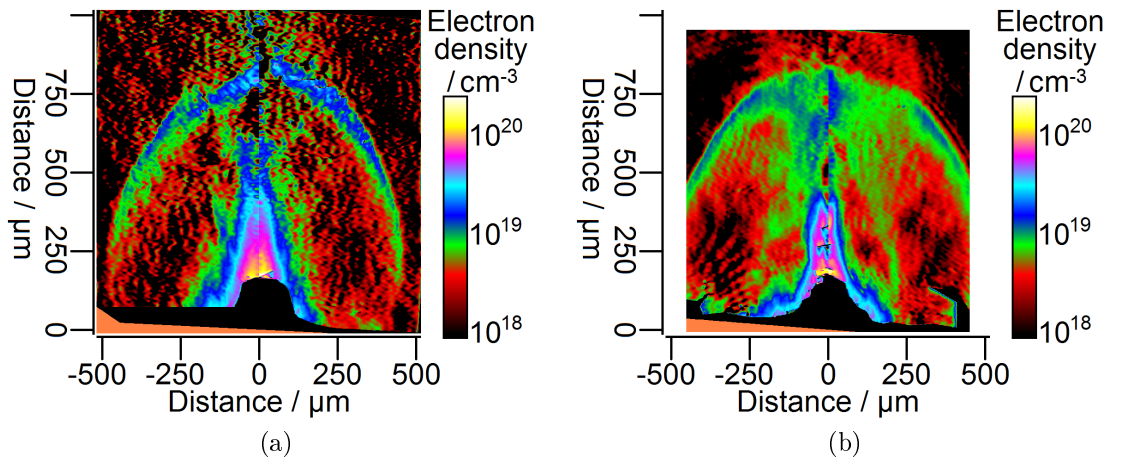 Electron
density
/ cm-3
10^20
10^19
10^18
Distance / μm
750
500
250
0
-500 -250 0 250 500
Distance / μm
(a)
Electron
density
/ cm-3
10^20
10^19
10^18
Distance / μm
750
500
250
0
-500 -250 0 250 500
Distance / μm
(b)